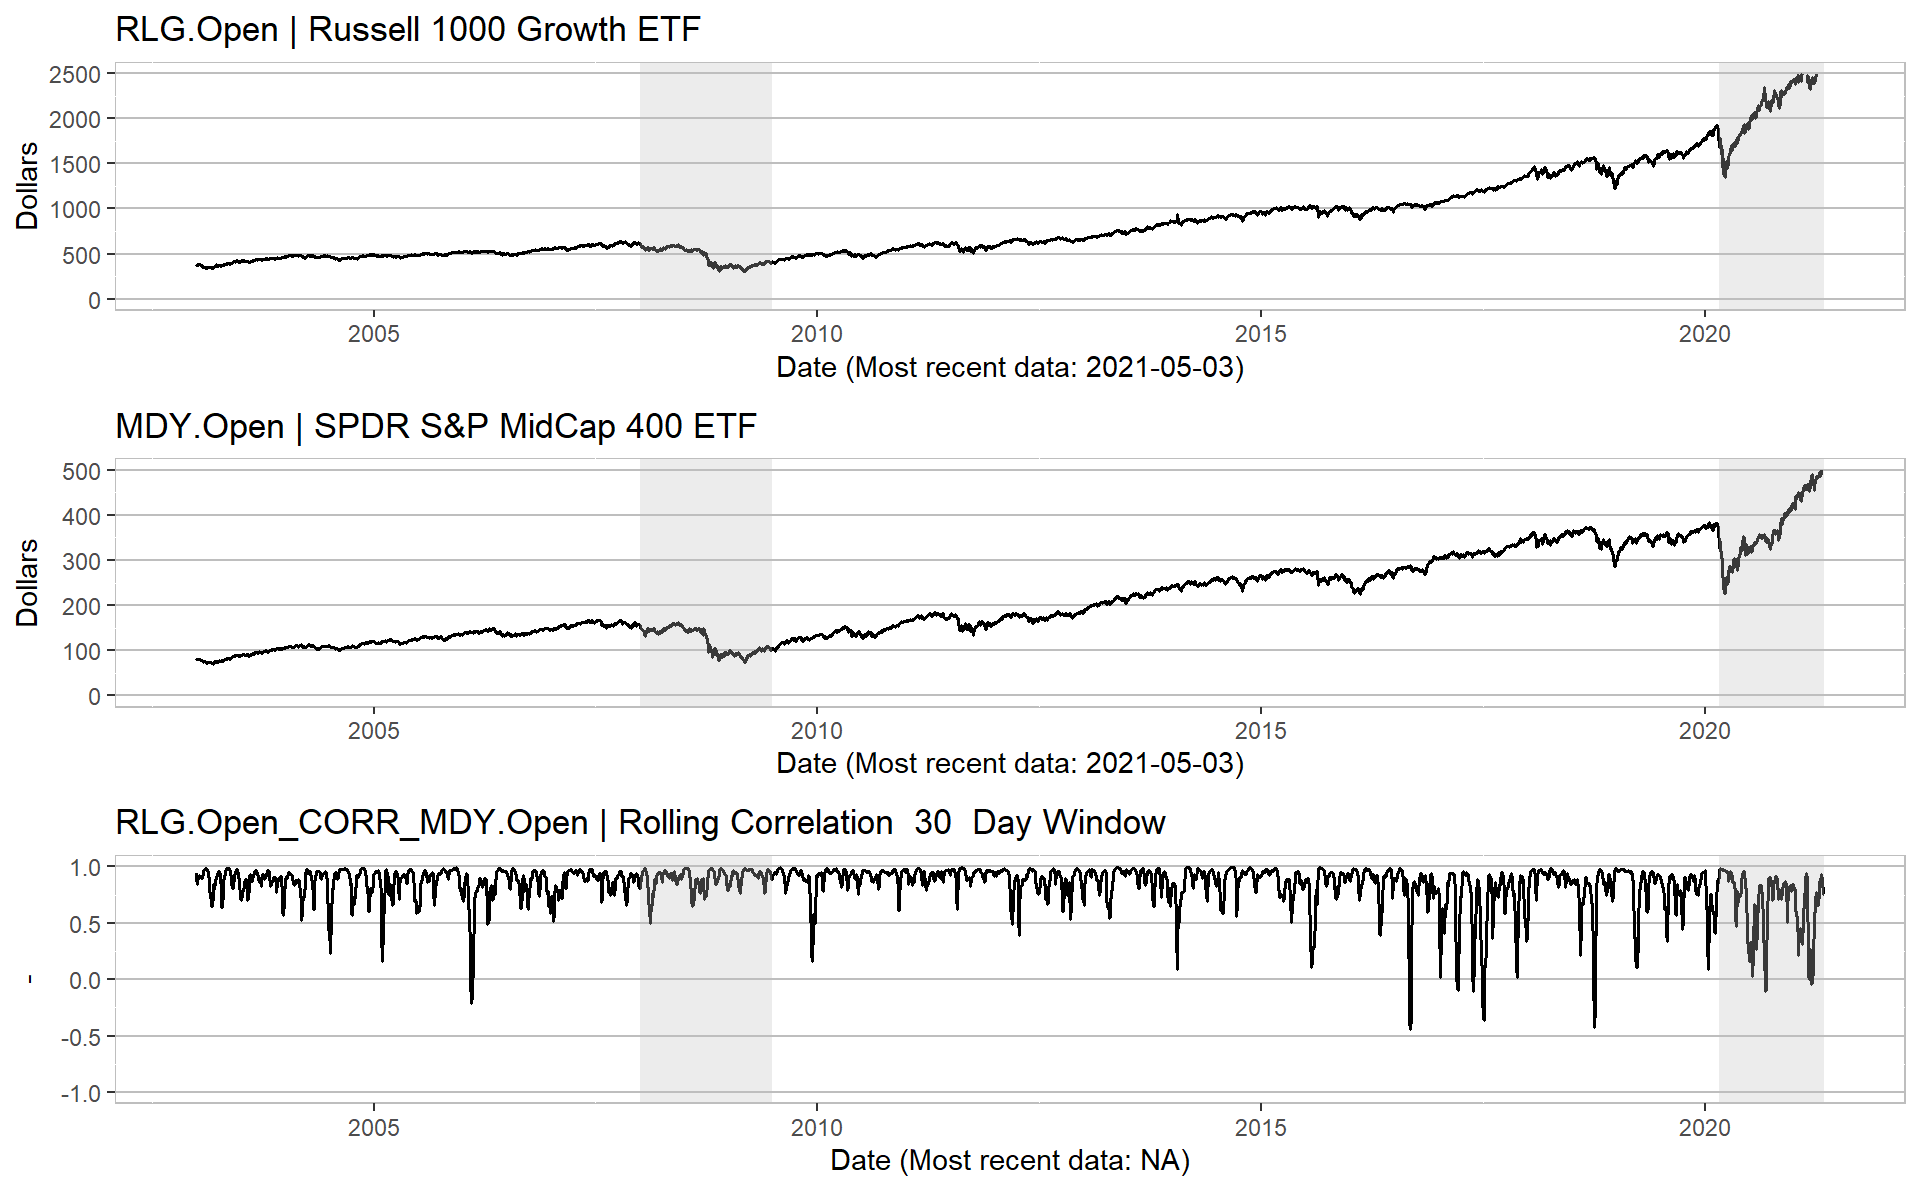 RLG.Open | Russell 1000 Growth ETF
2500
2000
1500
1000
500
0
Dollars
2005 2010 2015 2020
Date (Most recent data: 2021-05-03)
MDY.Open | SPDR S&P MidCap 400 ETF
500
400
300
200
100
0
Dollars
2005 2010 2015 2020
Date (Most recent data: 2021-05-03)
RLG.Open_CORR_MDY.Open | Rolling Correlation  30  Day Window
1.0
0.5
0.0
-0.5
-1.0
-
2005 2010 2015 2020
Date (Most recent data: NA)